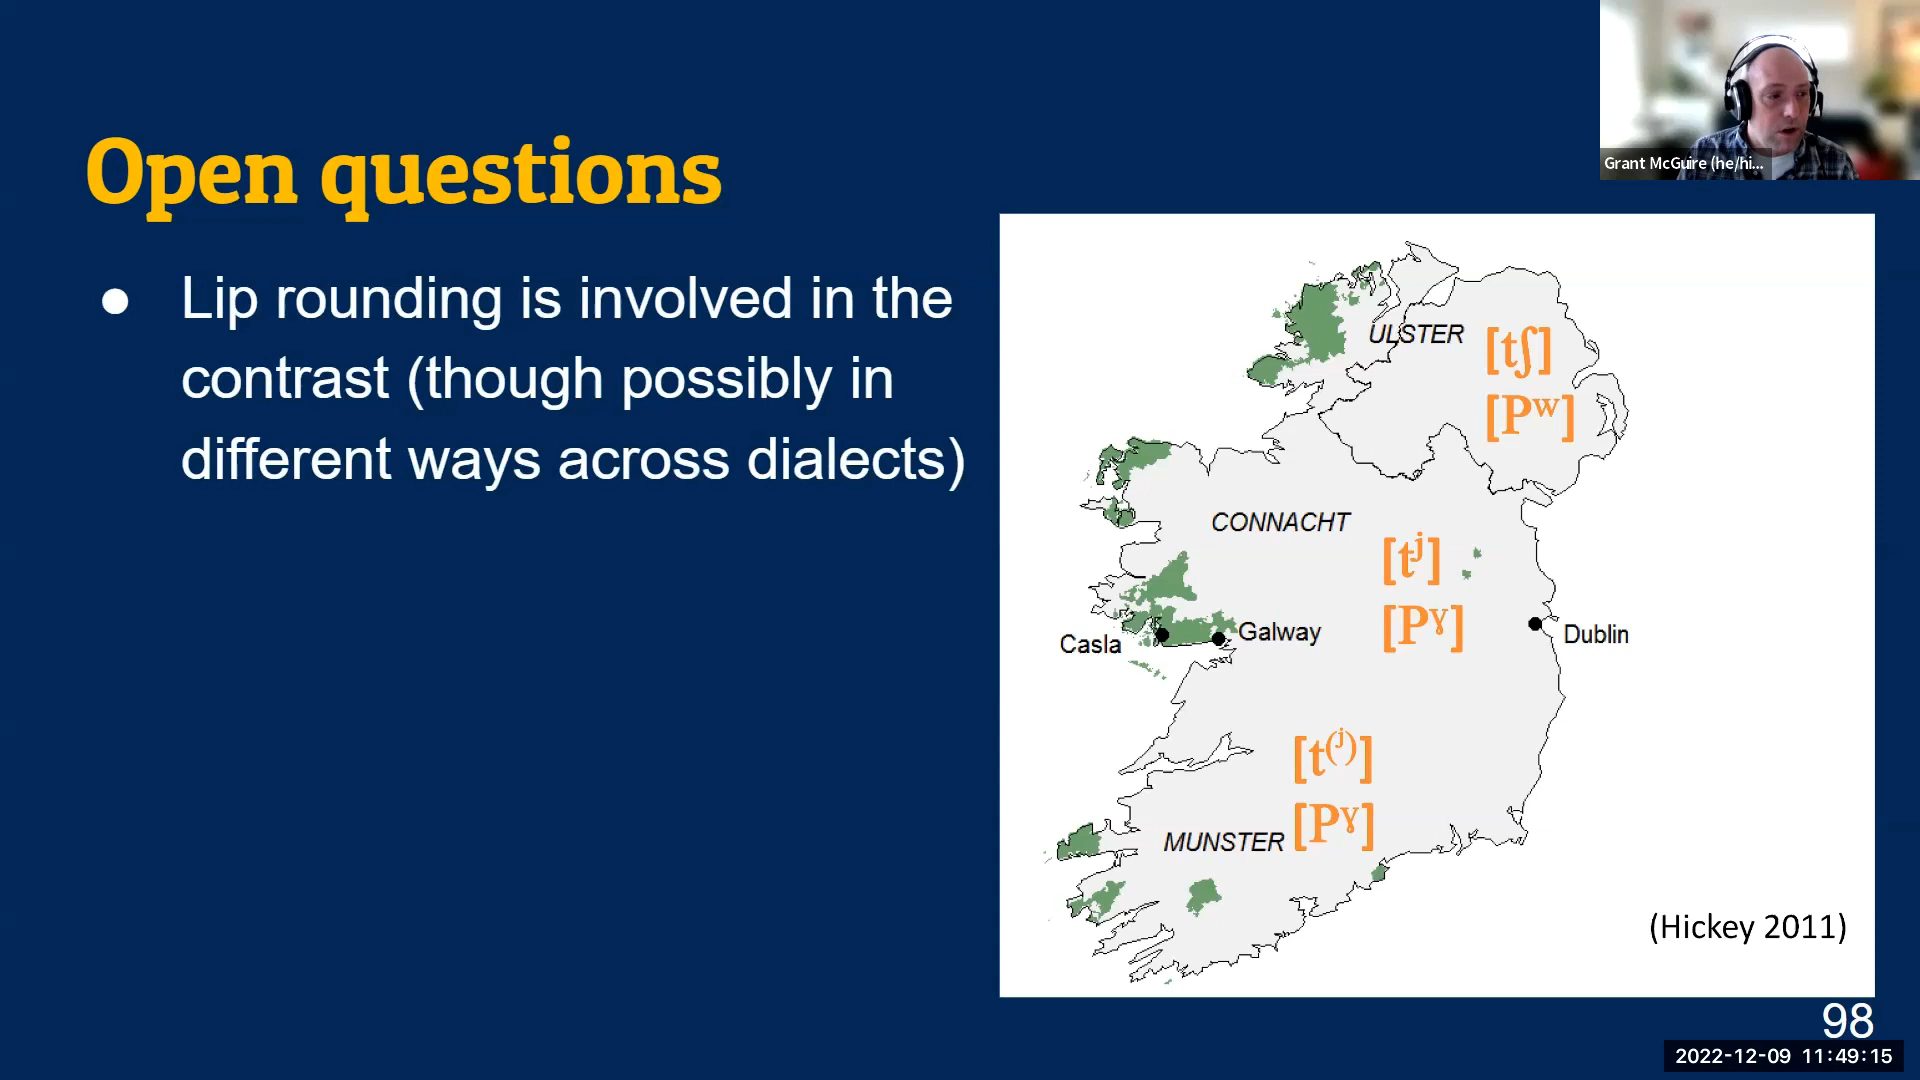 Open questions
● Lip rounding is involved in the
contrast (though possibly in
different ways across dialects)
Grant McGuire (he/hi...
ULSTER
[tʃ]
[Pʷ]
CONNACHT
[tʲ]
[Pˠ]
Casla
Galway
Dublin
[t⁽ʲ⁾]
[Pˠ]
MUNSTER
(Hickey 2011)
98
2022-12-09 11:49:15